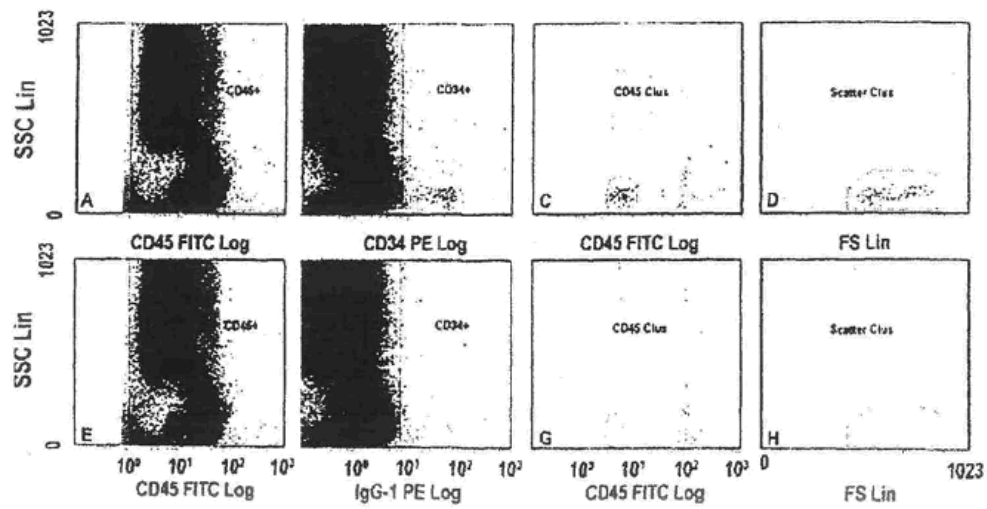 1023
SSC Lin
0
CD45+
A
CD34+
CD45 Clus
C
Scatter Clus
D
CD45 FITC Log
CD34 PE Log
CD45 FITC Log
FS Lin
1023
SSC Lin
0
CD45+
E
CD34+
CD45 Clus
G
Scatter Clus
H
10⁰ 10¹ 10² 10³
10⁰ 10¹ 10² 10³
10¹ 10² 10³
0 1023
CD45 FITC Log
IgG-1 PE Log
CD45 FITC Log
FS Lin